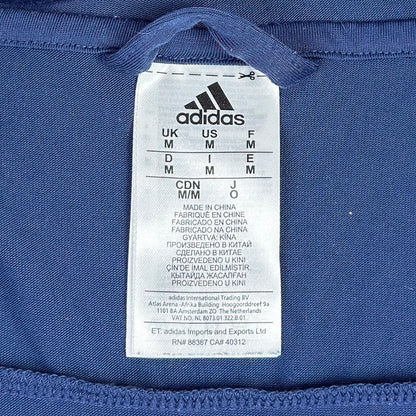 adidas
UK US F
M M M
D I E
M M M
CDN J
M/M O
MADE IN CHINA
FABRIQUÉ EN CHINE
FABRICADO EN CHINA
FABRICADO NA CHINA
GYÁRTVA: KÍNA
ПРОИЗВЕДЕНО В КИТАЙ
СДЕЛАНО В КИТАЕ
PROIZVEDENO U KINI
ÇİN'DE İMAL EDİLMİŞTİR.
ҚЫТАЙДА ЖАСАЛҒАН
PROIZVEDENO U KINI
adidas International Trading BV
Atlas Arena -Afrika Building Hoogoorddreef 9a
1101 BA Amsterdam ZO The Netherlands
VAT NO. NL 8073.01.322.B.01
ET: adidas Imports and Exports Ltd
RN# 88387 CA# 40312